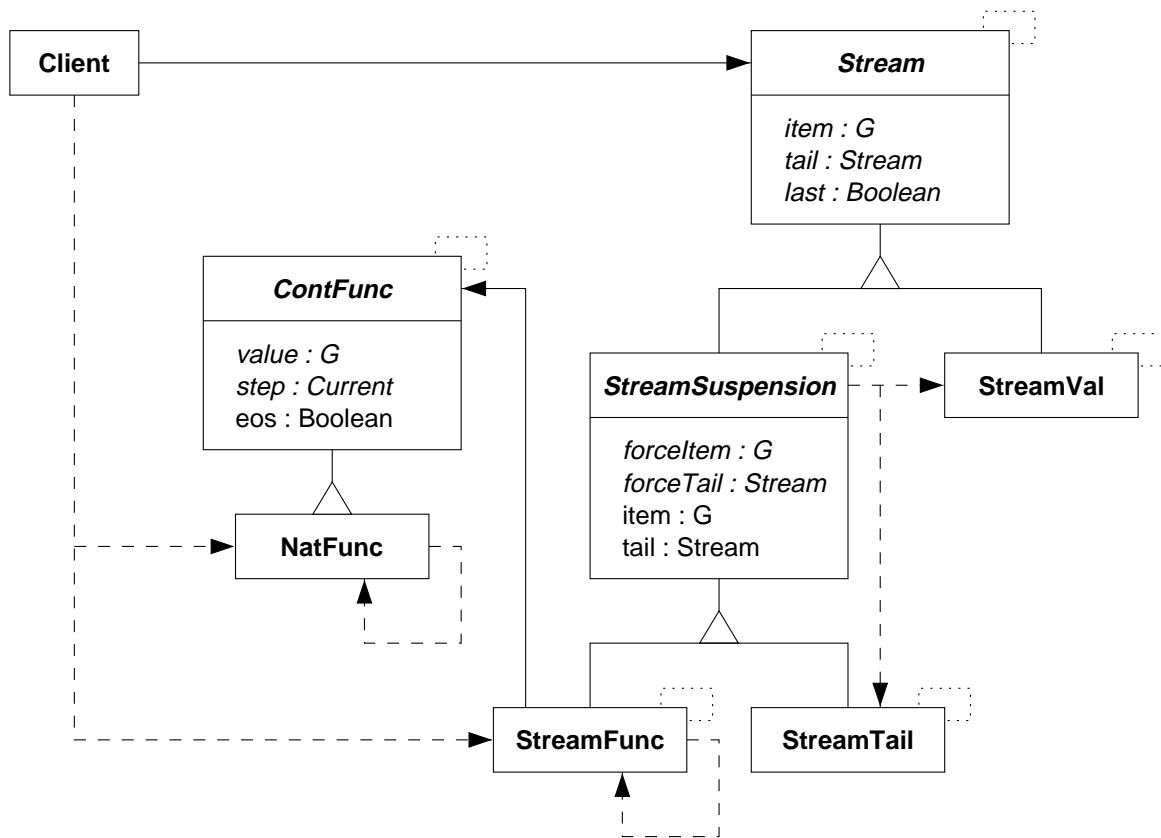 Client
Stream
item : G
tail : Stream
last : Boolean
ContFunc
value : G
step : Current
eos : Boolean
StreamSuspension
StreamVal
forceItem : G
forceTail : Stream
item : G
tail : Stream
NatFunc
StreamFunc
StreamTail